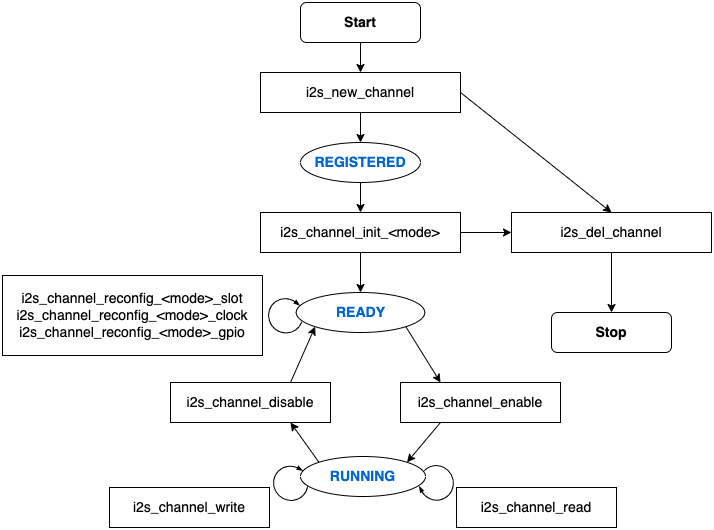 Start
i2s_new_channel
REGISTERED
i2s_channel_init_<mode>
i2s_del_channel
i2s_channel_reconfig_<mode>_slot
i2s_channel_reconfig_<mode>_clock
i2s_channel_reconfig_<mode>_gpio
READY
Stop
i2s_channel_disable
i2s_channel_enable
RUNNING
i2s_channel_write
i2s_channel_read